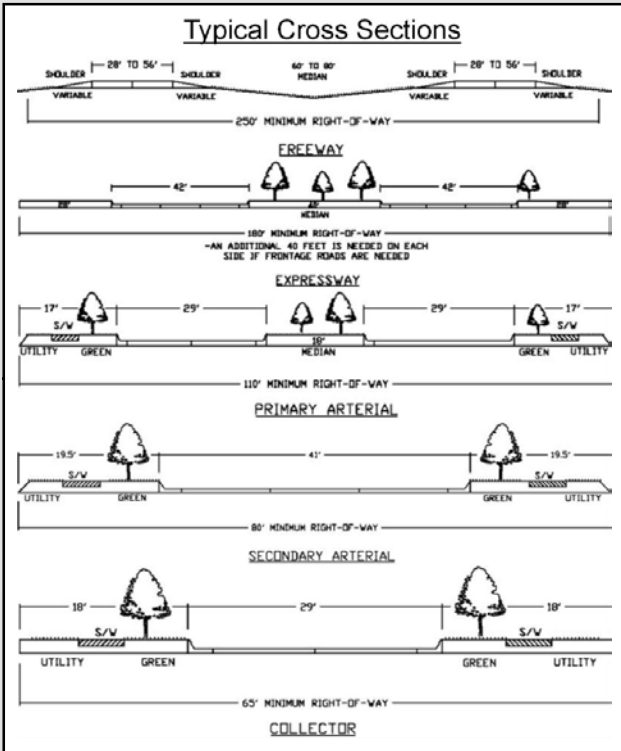 Typical Cross Sections
28' TO 56' 60' TO 80' 28' TO 56'
SHOULDER SHOULDER MEDIAN SHOULDER SHOULDER
VARIABLE VARIABLE VARIABLE VARIABLE
250' MINIMUM RIGHT-OF-WAY
FREEWAY
42' 42'
28' 40' 28'
MEDIAN
180' MINIMUM RIGHT-OF-WAY
-AN ADDITIONAL 40 FEET IS NEEDED ON EACH
SIDE IF FRONTAGE ROADS ARE NEEDED
EXPRESSWAY
17' 29' 29' 17'
S/W S/W
18'
UTILITY GREEN MEDIAN GREEN UTILITY
110' MINIMUM RIGHT-OF-WAY
PRIMARY ARTERIAL
19.5' 41' 19.5'
S/W S/W
UTILITY GREEN GREEN UTILITY
80' MINIMUM RIGHT-OF-WAY
SECONDARY ARTERIAL
18' 29' 18'
S/W S/W
UTILITY GREEN GREEN UTILITY
65' MINIMUM RIGHT-OF-WAY
COLLECTOR